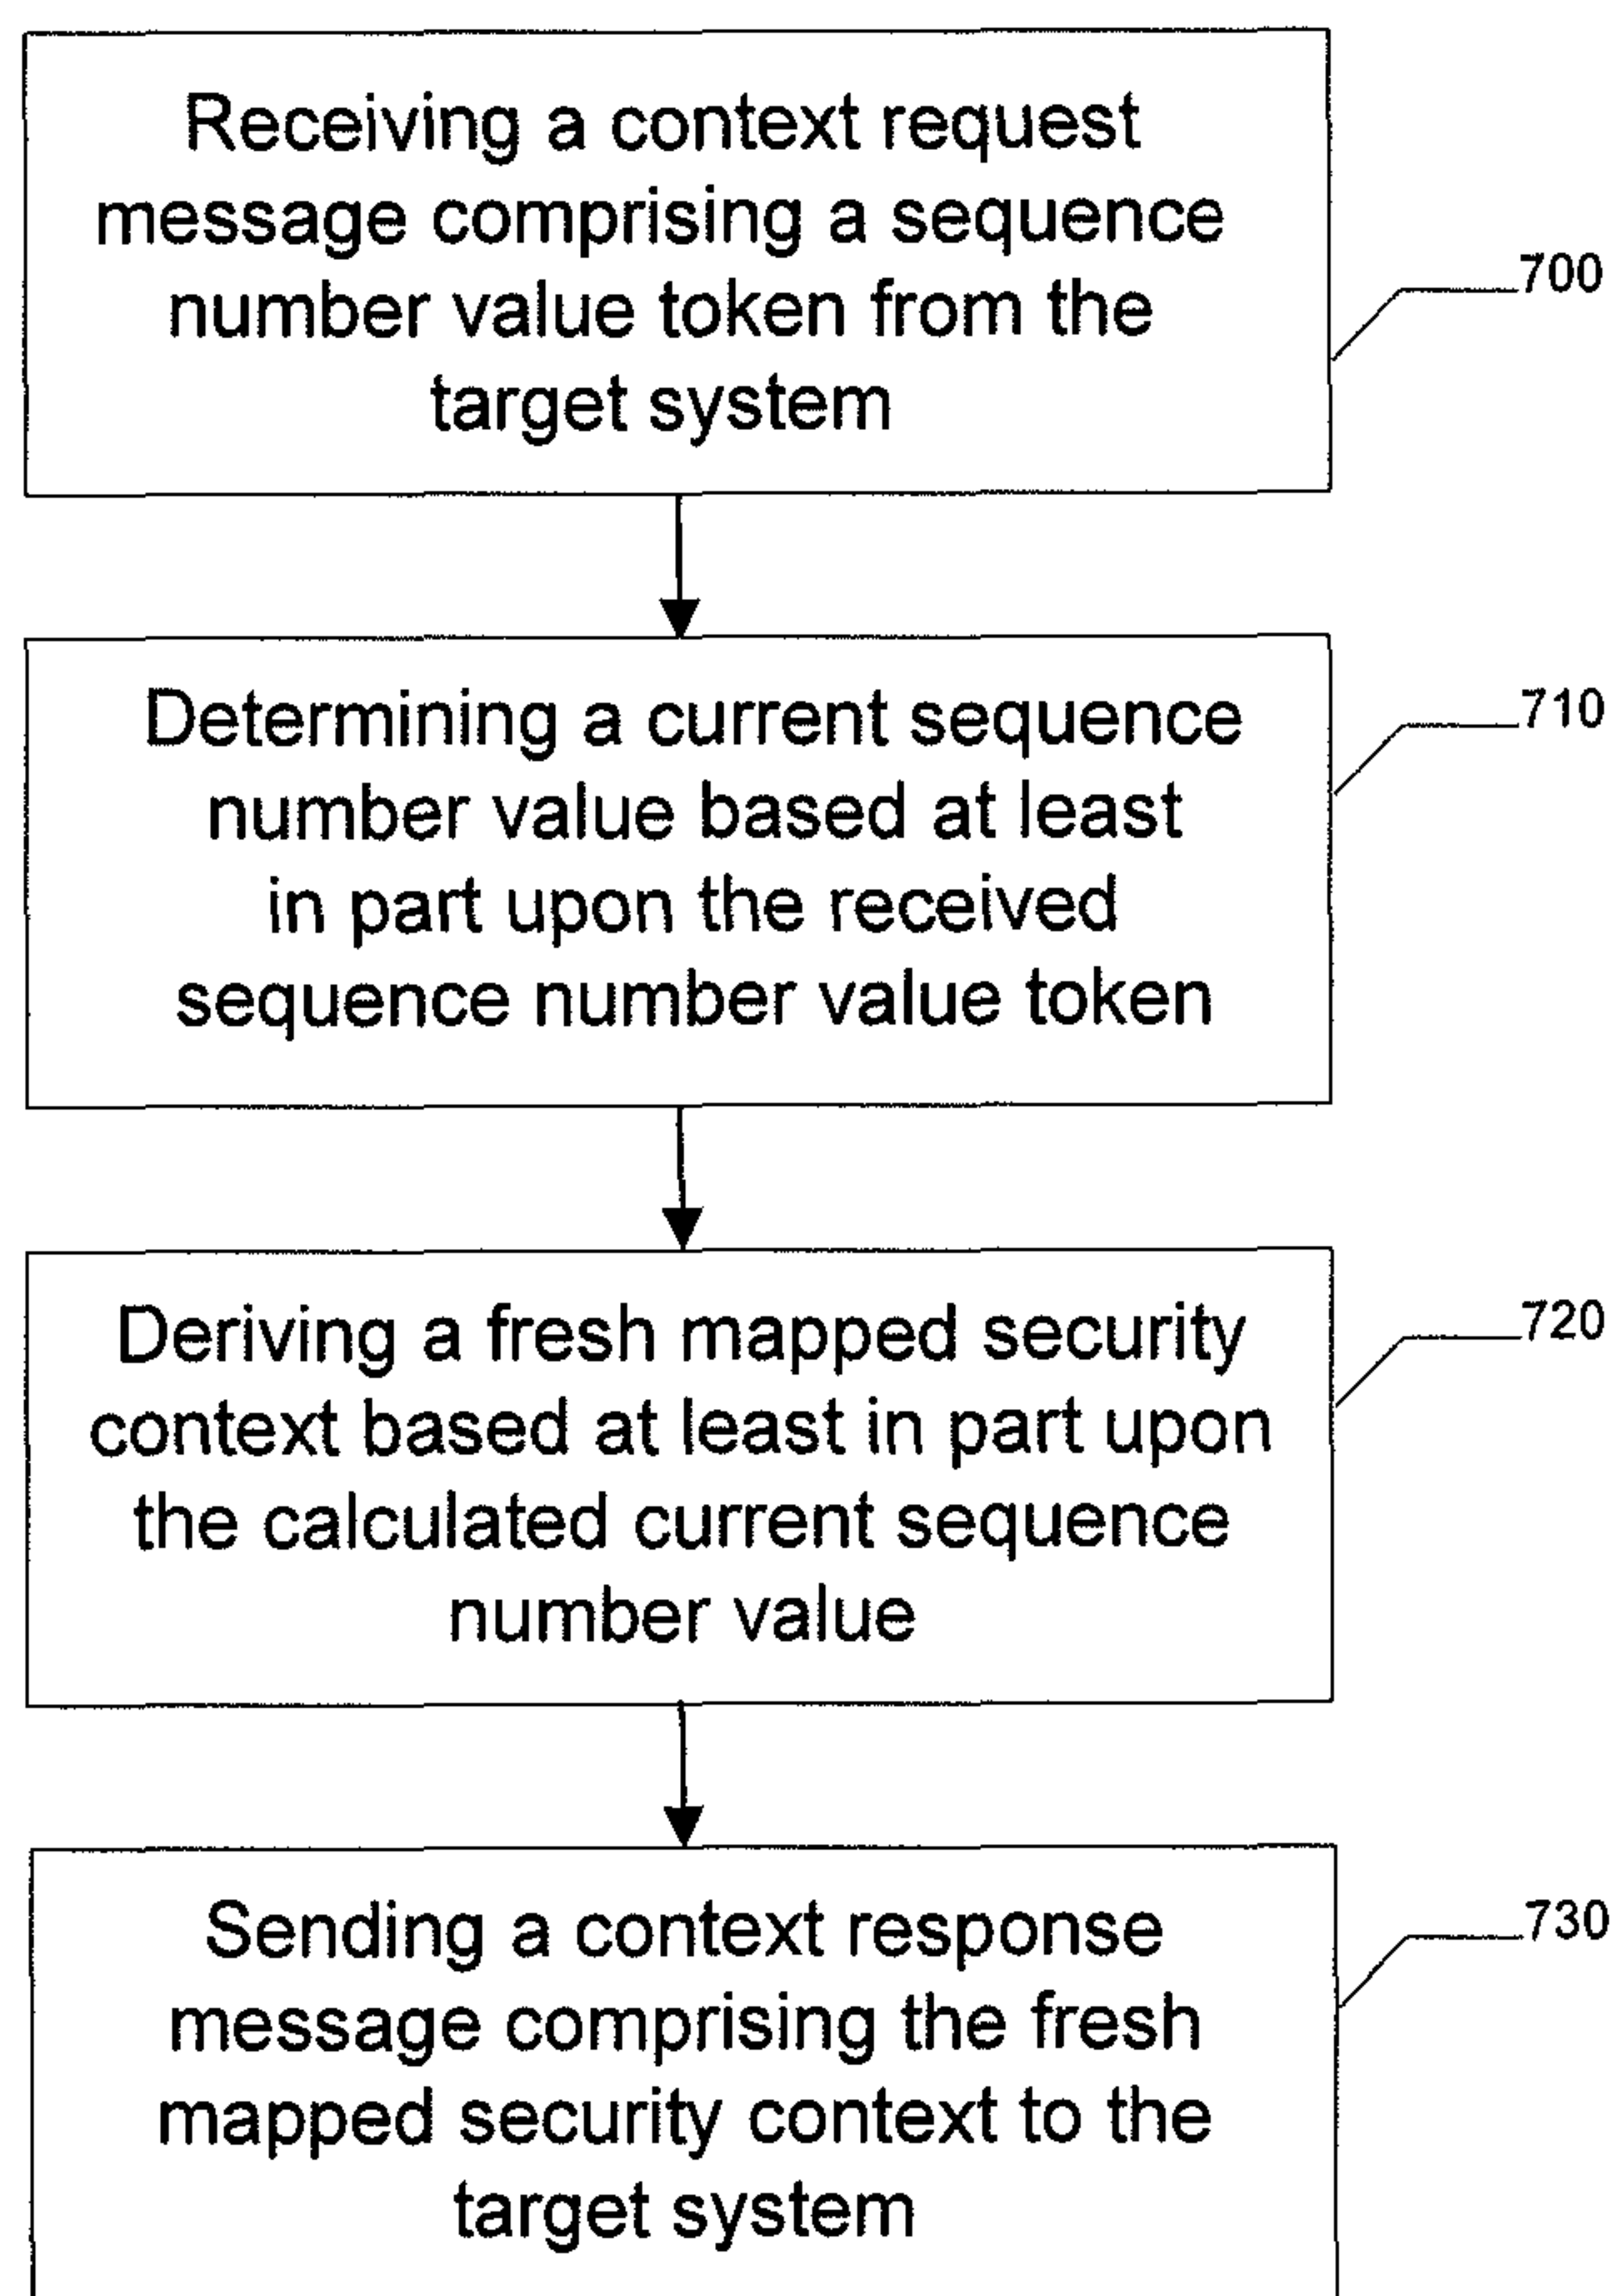 Receiving a context request
message comprising a sequence
number value token from the
target system
700
Determining a current sequence
number value based at least
in part upon the received
sequence number value token
710
Deriving a fresh mapped security
context based at least in part upon
the calculated current sequence
number value
720
Sending a context response
message comprising the fresh
mapped security context to the
target system
730